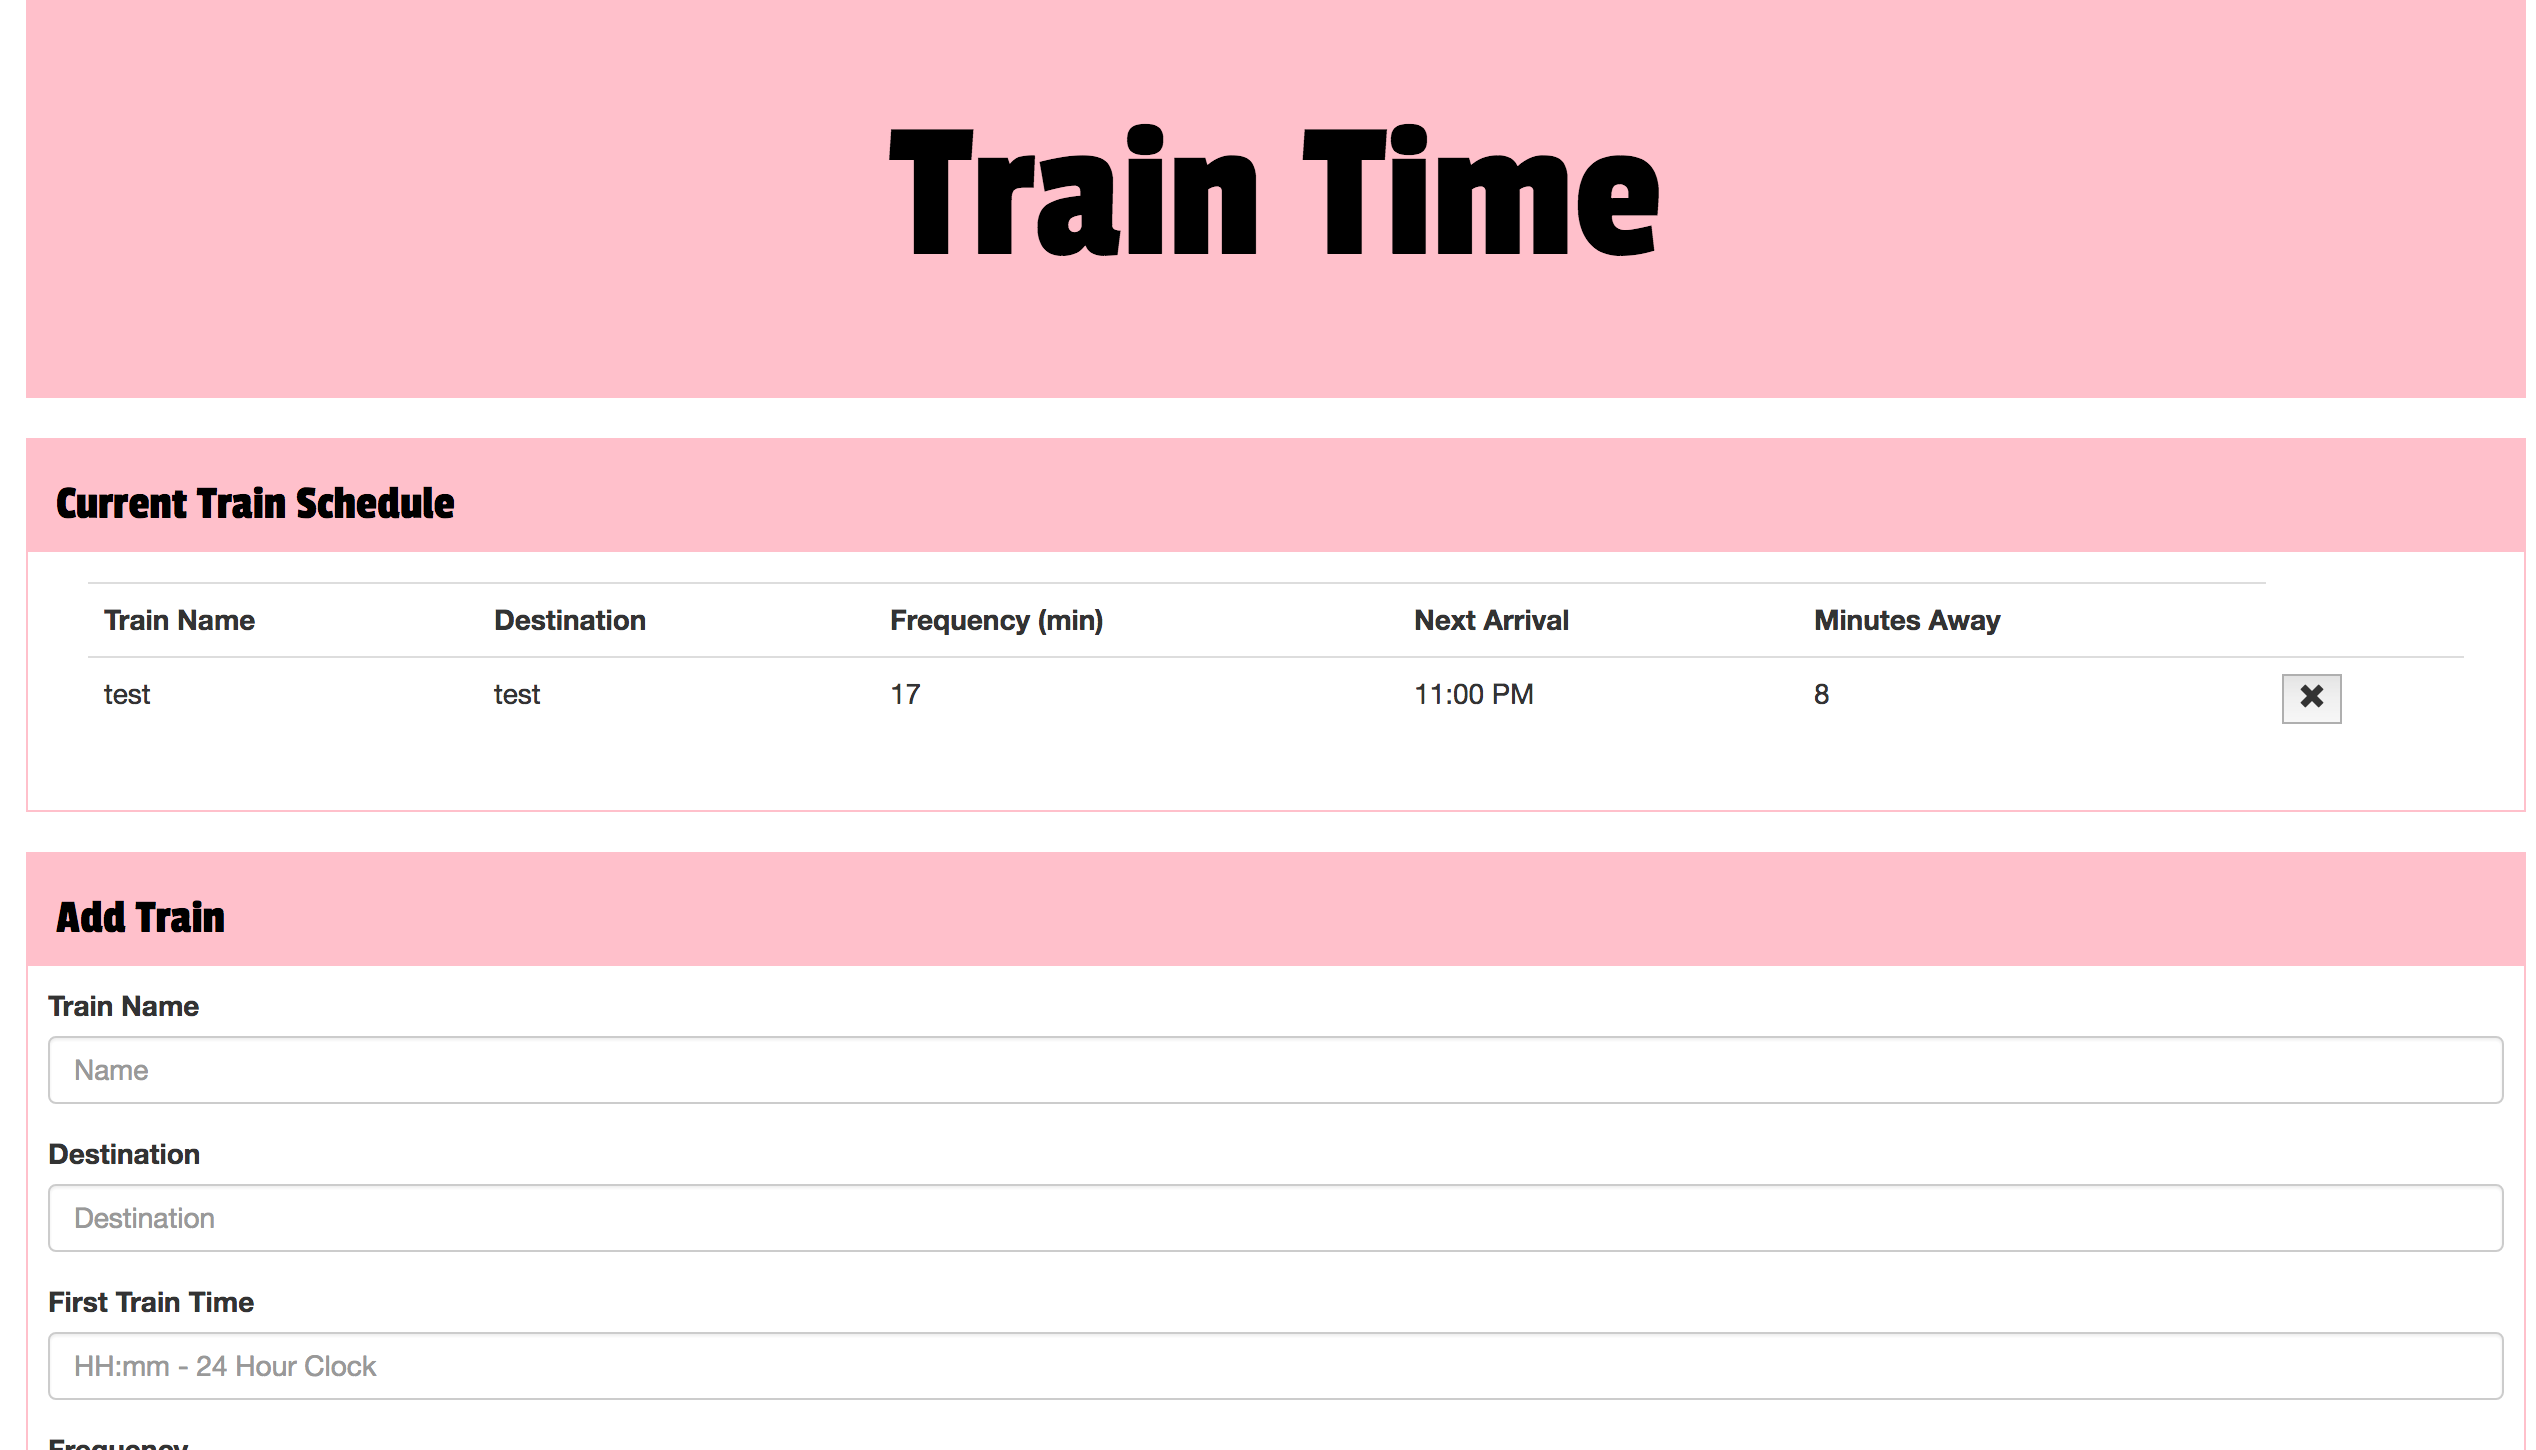 Train Time
Current Train Schedule
Train Name Destination Frequency (min) Next Arrival Minutes Away
test test 17 11:00 PM 8
Add Train
Train Name
Name
Destination
Destination
First Train Time
HH:mm - 24 Hour Clock
Frequency